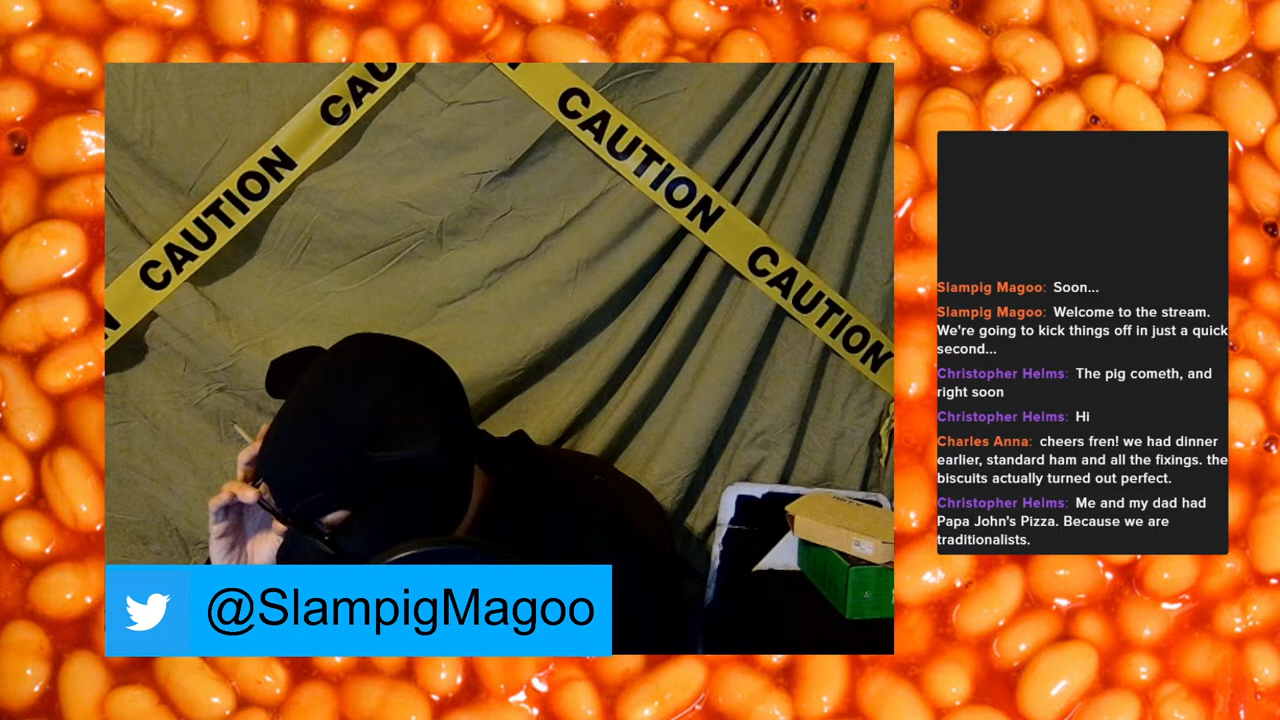 CAU
CAUTION
N
CAUTION
CAUTION
@SlampigMagoo
Slampig Magoo: Soon...
Slampig Magoo: Welcome to the stream.
We're going to kick things off in just a quick
second...
Christopher Helms: The pig cometh, and
right soon
Christopher Helms: Hi
Charles Anna: cheers fren! we had dinner
earlier, standard ham and all the fixings. the
biscuits actually turned out perfect.
Christopher Helms: Me and my dad had
Papa John's Pizza. Because we are
traditionalists.